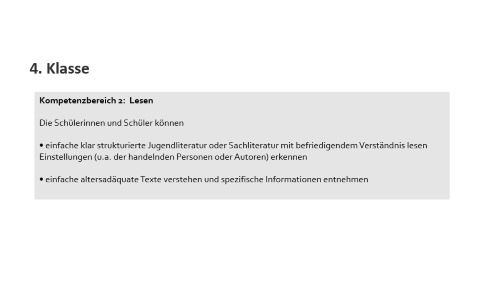 4. Klasse
Kompetenzbereich 2: Lesen
Die Schülerinnen und Schüler können
• einfache klar strukturierte Jugendliteratur oder Sachliteratur mit befriedigendem Verständnis lesen
Einstellungen (u.a. der handelnden Personen oder Autoren) erkennen
• einfache altersadäquate Texte verstehen und spezifische Informationen entnehmen